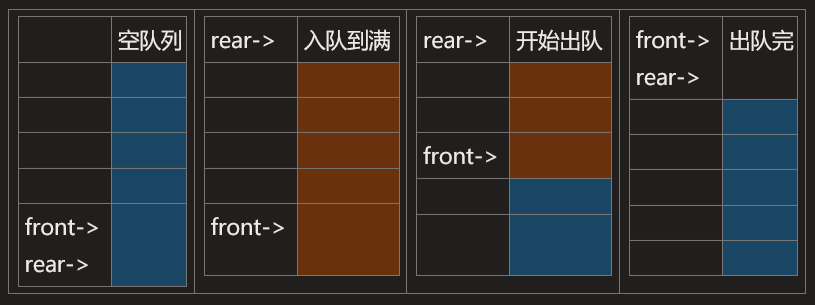 空队列
front->
rear->
rear-> 入队到满
front->
rear-> 开始出队
front->
front-> 出队完
rear->